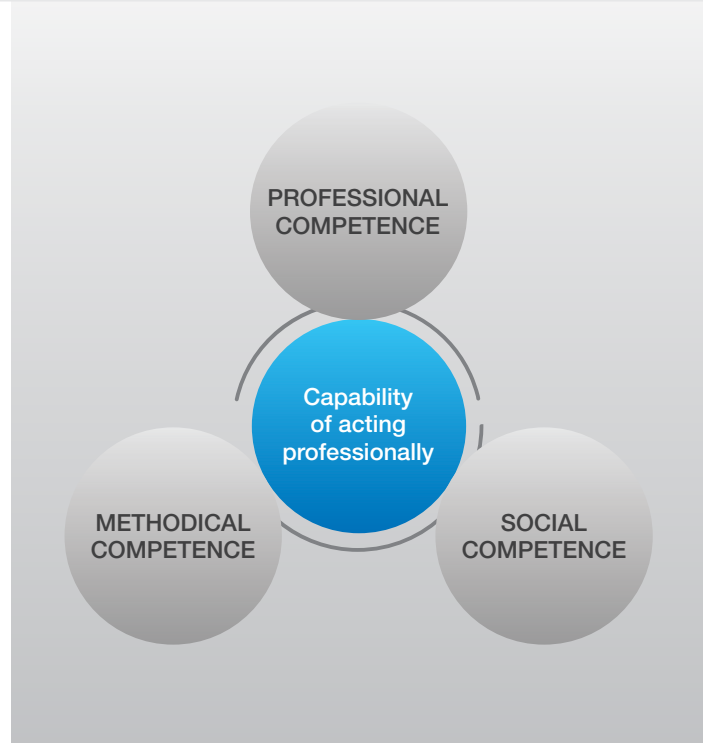 PROFESSIONAL
COMPETENCE
Capability
of acting
professionally
METHODICAL
COMPETENCE
SOCIAL
COMPETENCE